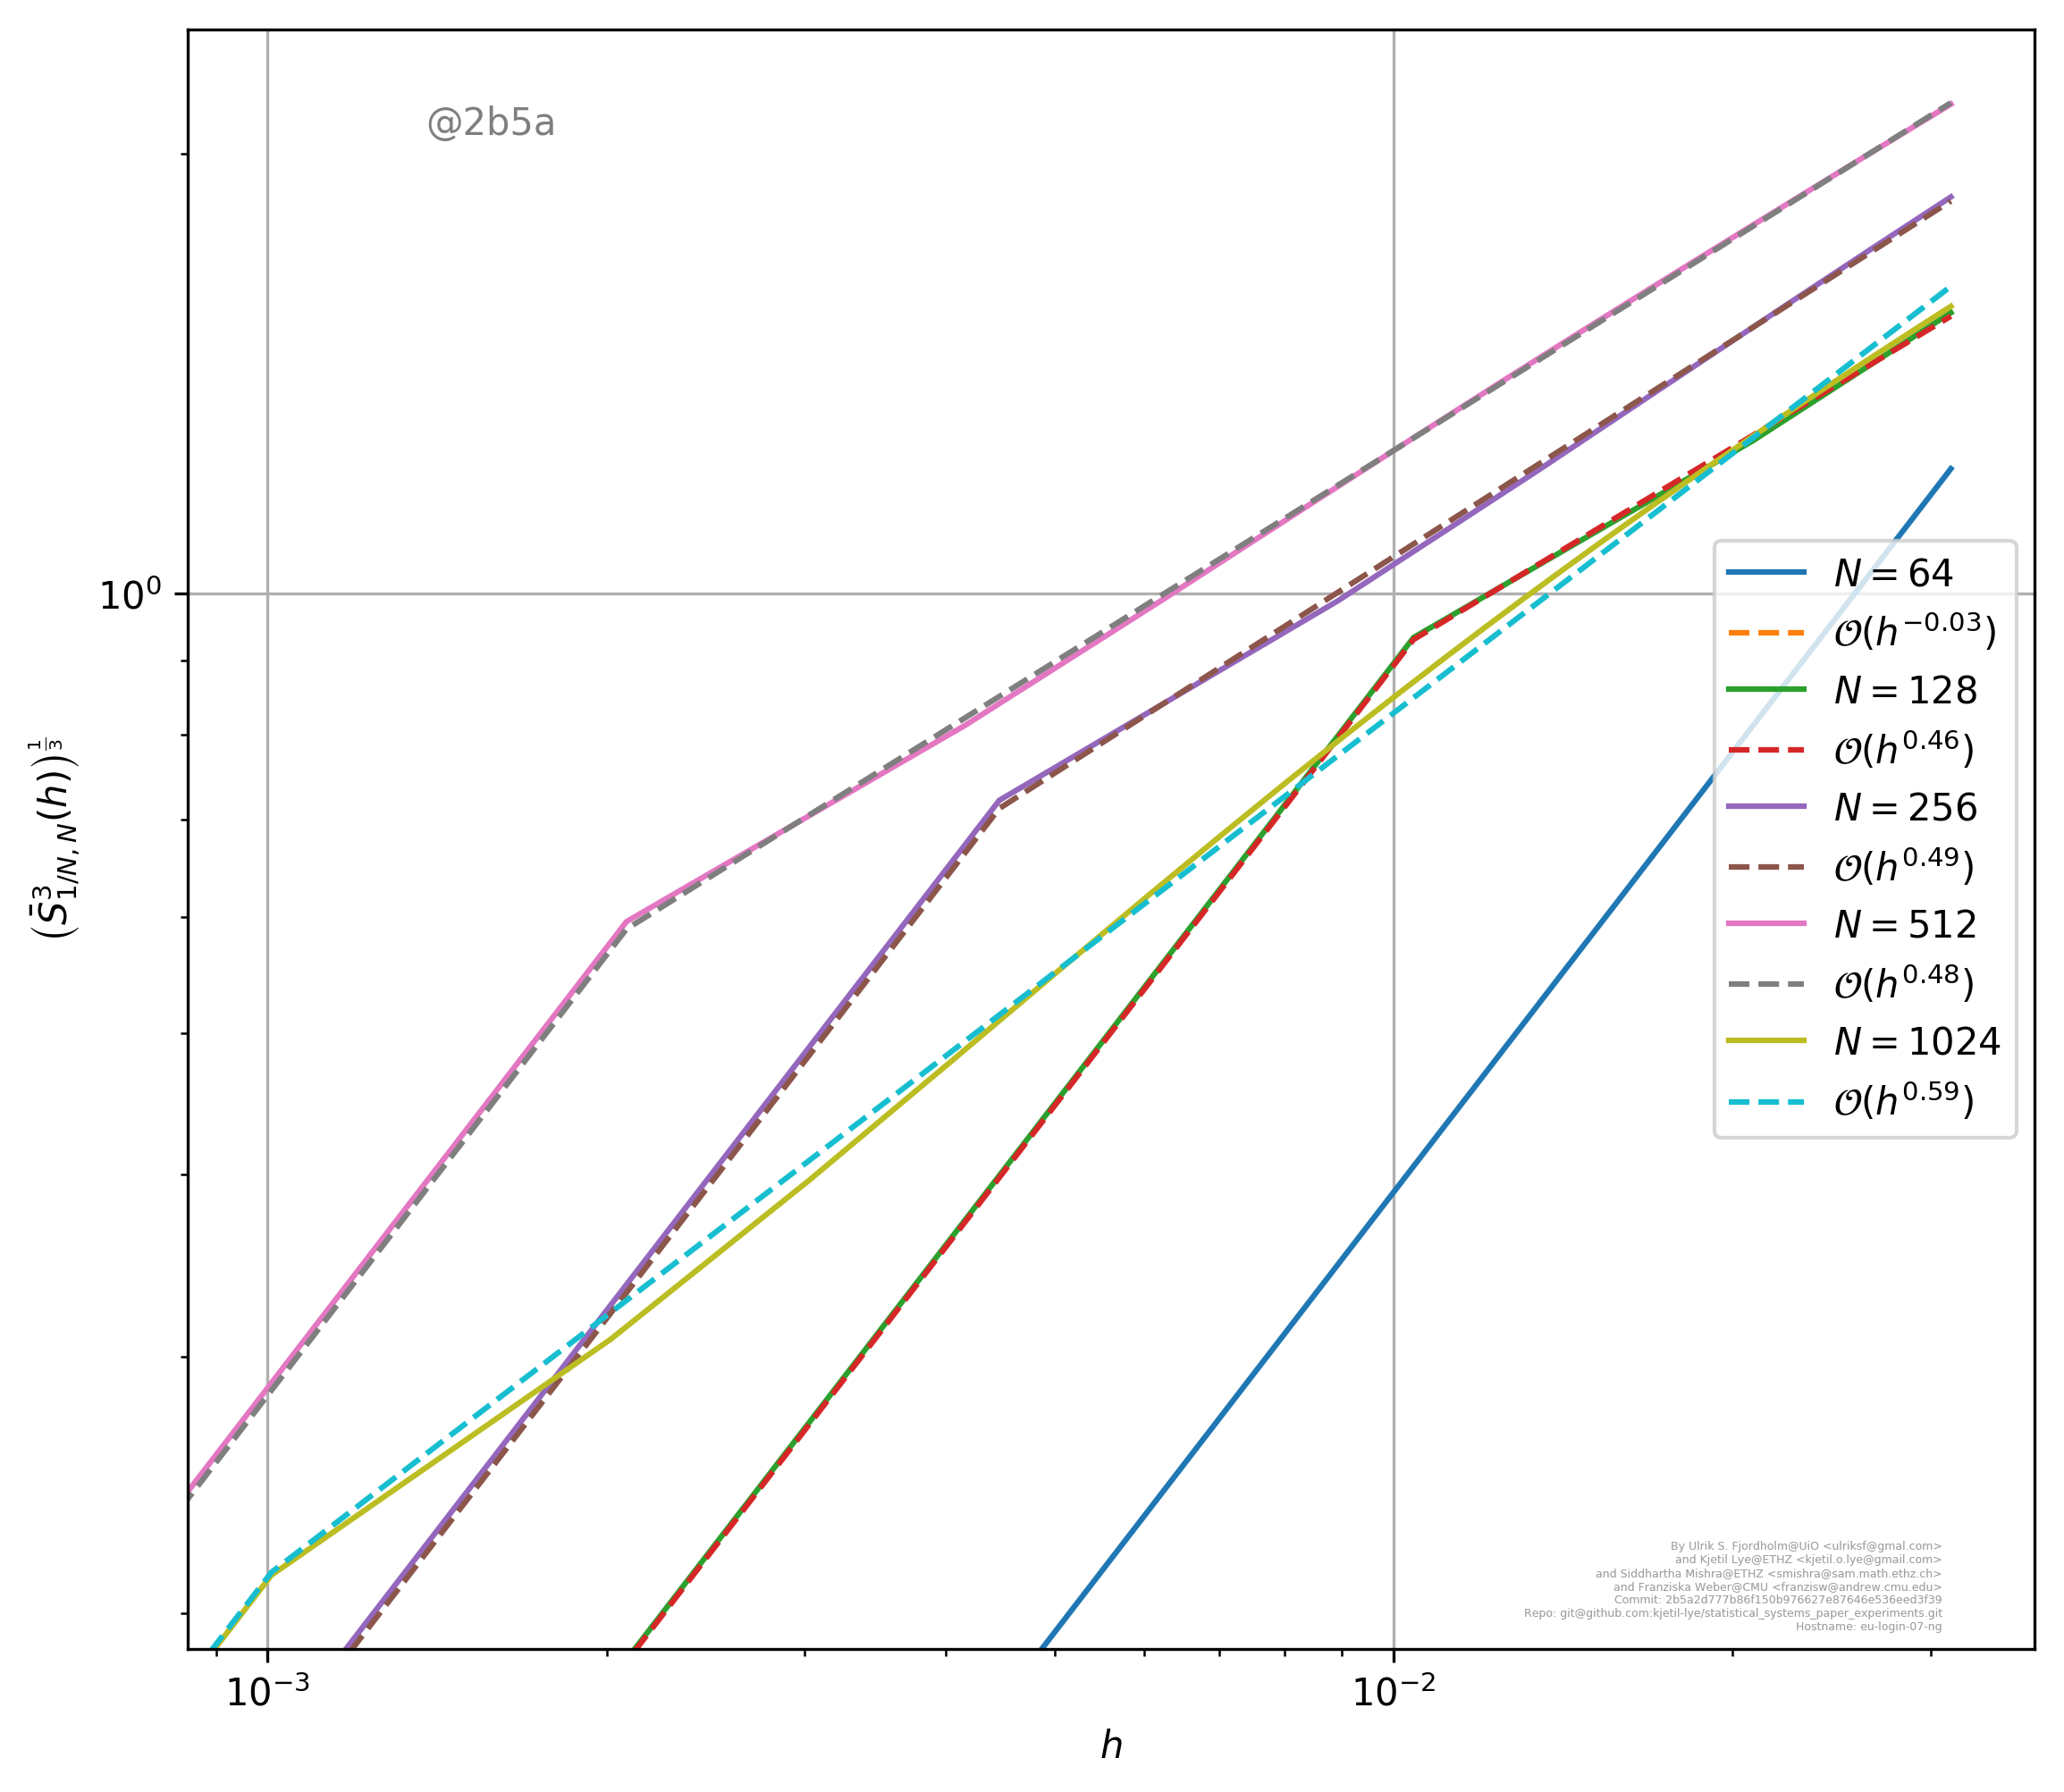 @2b5a
10⁰
(S̄³_{1/N,N}(h))^{1/3}
N = 64
𝒪(h^{−0.03})
N = 128
𝒪(h^{0.46})
N = 256
𝒪(h^{0.49})
N = 512
𝒪(h^{0.48})
N = 1024
𝒪(h^{0.59})
By Ulrik S. Fjordholm@UiO <ulriksf@gmal.com>
and Kjetil Lye@ETHZ <kjetil.o.lye@gmail.com>
and Siddhartha Mishra@ETHZ <smishra@sam.math.ethz.ch>
and Franziska Weber@CMU <franzisw@andrew.cmu.edu>
Commit: 2b5a2d777b86f150b976627e87646e536eed3f39
Repo: git@github.com:kjetil-lye/statistical_systems_paper_experiments.git
Hostname: eu-login-07-ng
10⁻³
10⁻²
h